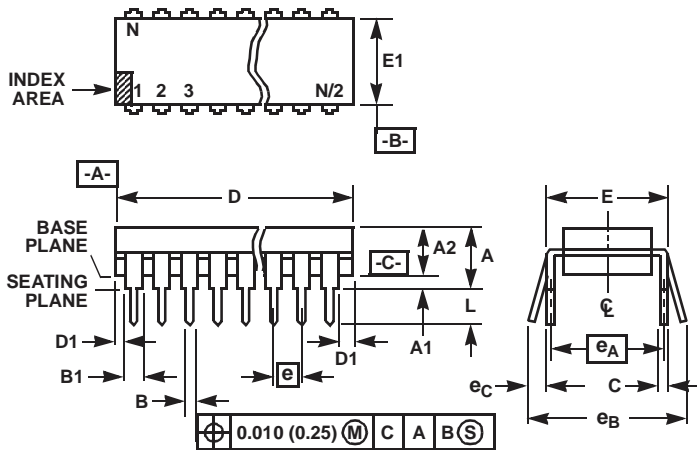 N
E1
INDEX
AREA
1 2 3 N/2
-B-
-A-
D
E
BASE
PLANE
A2
A
-C-
SEATING
PLANE
L
C
L
D1
A1
D1
eA
B1
e
eC
C
B
eB
0.010 (0.25) Ⓜ C A B Ⓢ